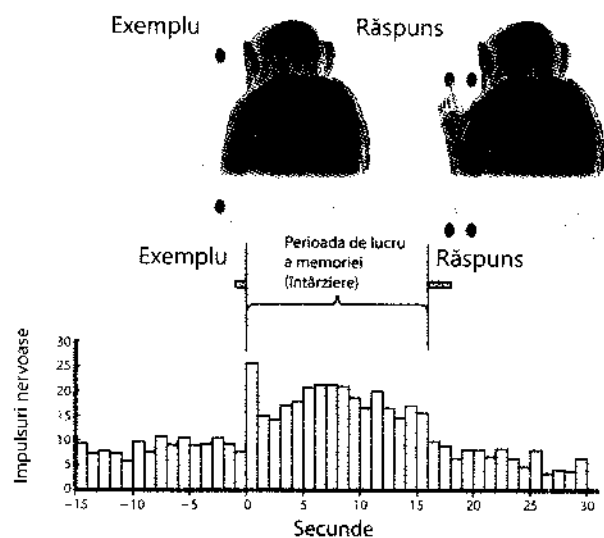 Exemplu
Răspuns
Exemplu
Perioada de lucru
a memoriei
(întârziere)
Răspuns
Impulsuri nervoase
30
25
20
15
10
5
0
-15
-10
-5
0
5
10
15
20
25
30
Secunde